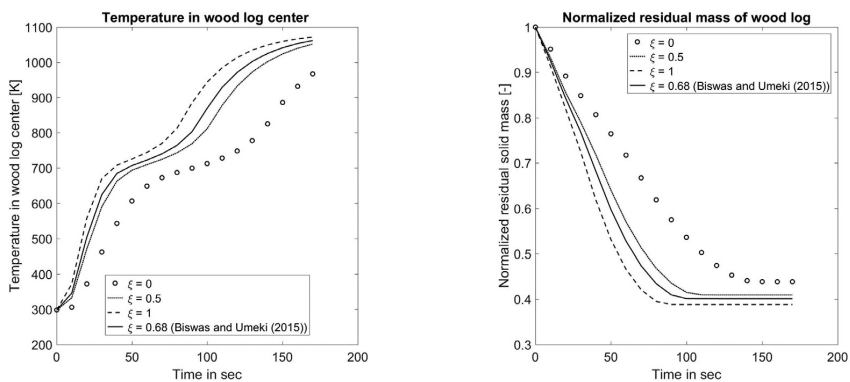 Temperature in wood log center
Temperature in wood log center [K]
1100
1000
900
800
700
600
500
400
300
200
ξ = 0
ξ = 0.5
ξ = 1
ξ = 0.68 (Biswas and Umeki (2015))
0
50
100
150
200
Time in sec
Normalized residual mass of wood log
Normalized residual solid mass [-]
1
0.9
0.8
0.7
0.6
0.5
0.4
0.3
ξ = 0
ξ = 0.5
ξ = 1
ξ = 0.68 (Biswas and Umeki (2015))
0
50
100
150
200
Time in sec